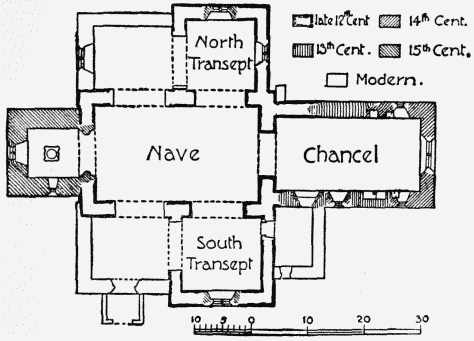 late 12th Cent
14th Cent.
13th Cent.
15th Cent.
Modern.
North
Transept
Nave
Chancel
South
Transept
10 5 0 10 20 30